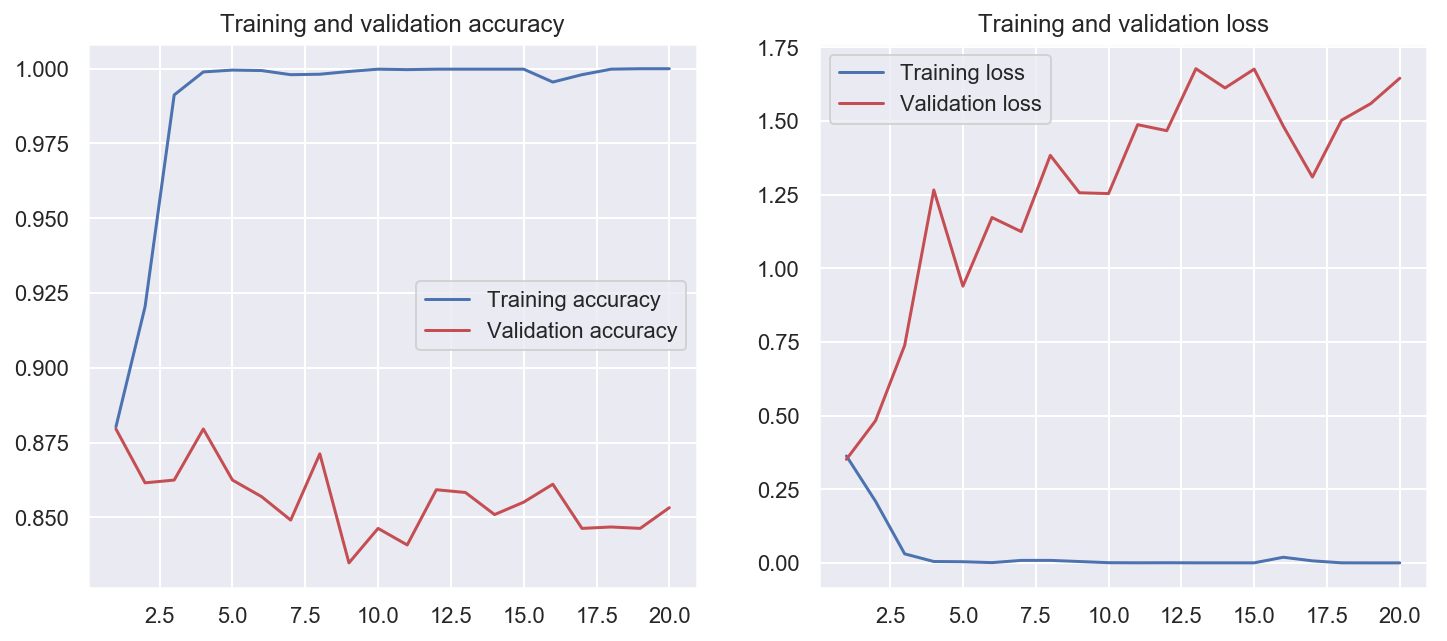 Training and validation accuracy
1.000
0.975
0.950
0.925
0.900
0.875
0.850
Training accuracy
Validation accuracy
2.5 5.0 7.5 10.0 12.5 15.0 17.5 20.0
Training and validation loss
1.75
1.50
1.25
1.00
0.75
0.50
0.25
0.00
Training loss
Validation loss
2.5 5.0 7.5 10.0 12.5 15.0 17.5 20.0